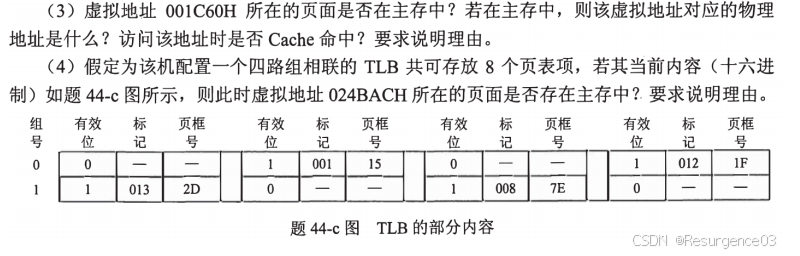 （3）虚拟地址 001C60H 所在的页面是否在主存中？若在主存中，则该虚拟地址对应的物理
地址是什么？访问该地址时是否 Cache 命中？要求说明理由。
（4）假定为该机配置一个四路组相联的 TLB 共可存放 8 个页表项，若其当前内容（十六进
制）如题 44-c 图所示，则此时虚拟地址 024BACH 所在的页面是否存在主存中？要求说明理由。
组号 有效位 标记 页框号 有效位 标记 页框号 有效位 标记 页框号 有效位 标记 页框号
0 0 — — 1 001 15 0 — — 1 012 1F
1 1 013 2D 0 — — 1 008 7E 0 — —
题 44-c 图 TLB 的部分内容
CSDN @Resurgence03